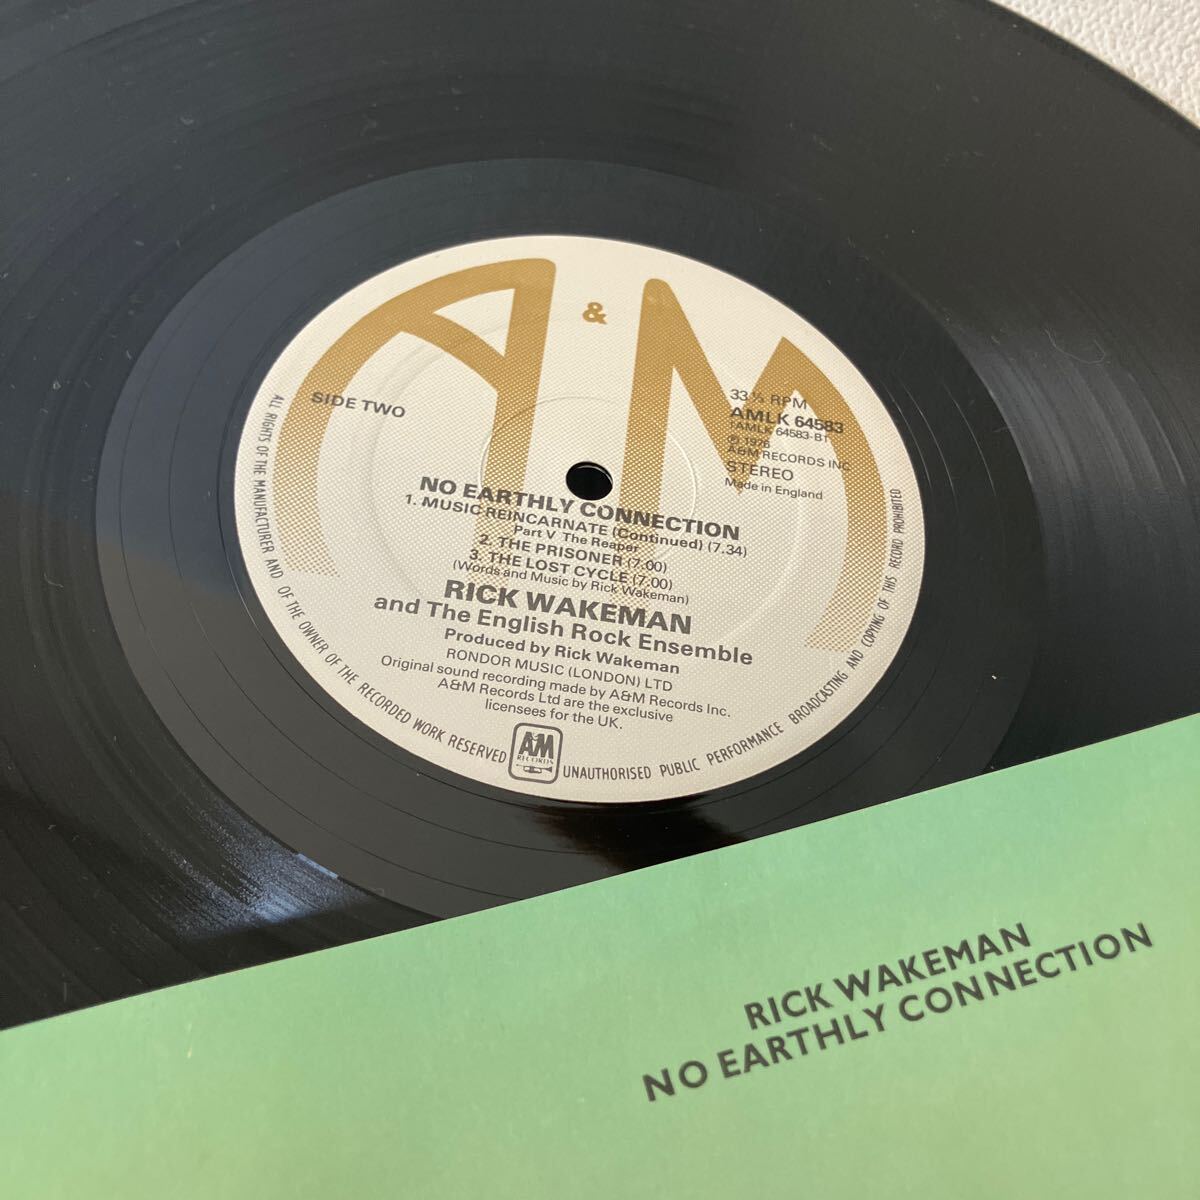 A & M
SIDE TWO
33 ⅓ RPM
AMLK 64583
℗ 1976
A&M RECORDS INC
STEREO
Made in England
NO EARTHLY CONNECTION
1. MUSIC REINCARNATE (Continued) (7.34)
Part V The Reaper
2. THE PRISONER (7:00)
3. THE LOST CYCLE (7:00)
(Words and Music by Rick Wakeman)
RICK WAKEMAN
and The English Rock Ensemble
Produced by Rick Wakeman
RONDOR MUSIC (LONDON) LTD
Original sound recording made by A&M Records Inc.
A&M Records Ltd are the exclusive
licensees for the UK.
ALL RIGHTS OF THE MANUFACTURER AND OF THE OWNER OF THE RECORDED WORK RESERVED
A&M
RECORDS
UNAUTHORISED PUBLIC PERFORMANCE BROADCASTING AND COPYING OF THIS RECORD PROHIBITED
RICK WAKEMAN
NO EARTHLY CONNECTION